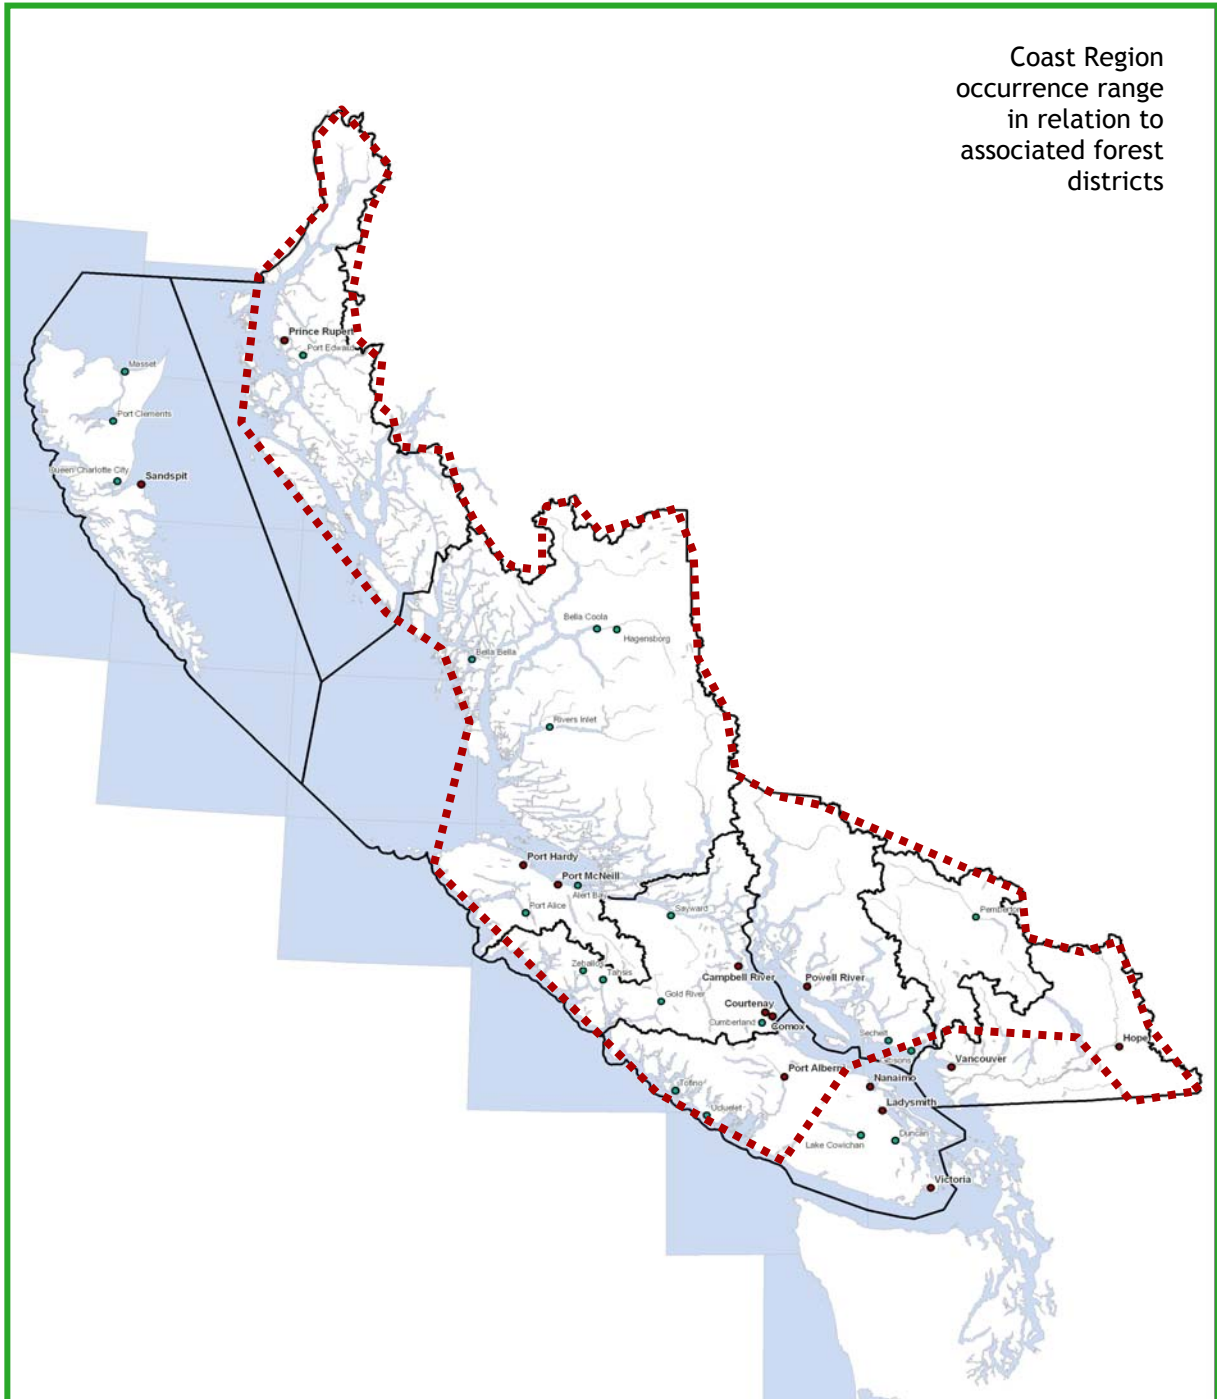 Coast Region
occurrence range
in relation to
associated forest
districts
Prince Rupert
Port Edward
Masset
Port Clements
Queen Charlotte City
Sandspit
Bella Coola
Hagensborg
Bella Bella
Rivers Inlet
Port Hardy
Port McNeill
Alert Bay
Port Alice
Sayward
Pemberton
Zeballos
Tahsis
Campbell River
Powell River
Gold River
Courtenay
Cumberland
Comox
Sechelt
Hope
Vancouver
Port Alberni
Nanaimo
Tofino
Ladysmith
Ucluelet
Lake Cowichan
Duncan
Victoria